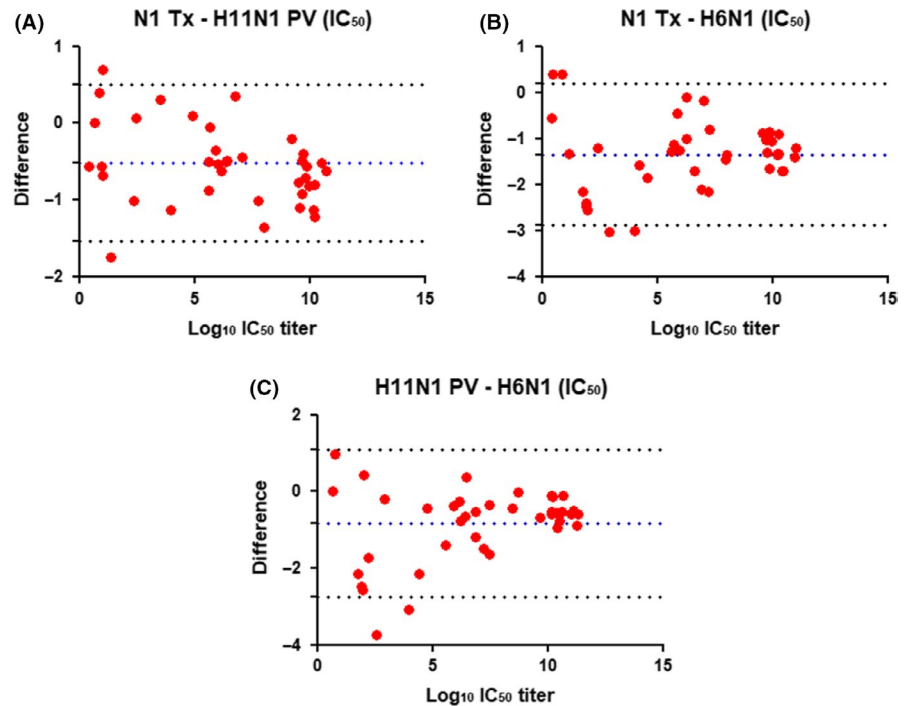 (A)
N1 Tx - H11N1 PV (IC₅₀)
1
0
−1
−2
Difference
0
5
10
15
Log₁₀ IC₅₀ titer
(B)
N1 Tx - H6N1 (IC₅₀)
1
0
−1
−2
−3
−4
Difference
0
5
10
15
Log₁₀ IC₅₀ titer
(C)
H11N1 PV - H6N1 (IC₅₀)
2
0
−2
−4
Difference
0
5
10
15
Log₁₀ IC₅₀ titer